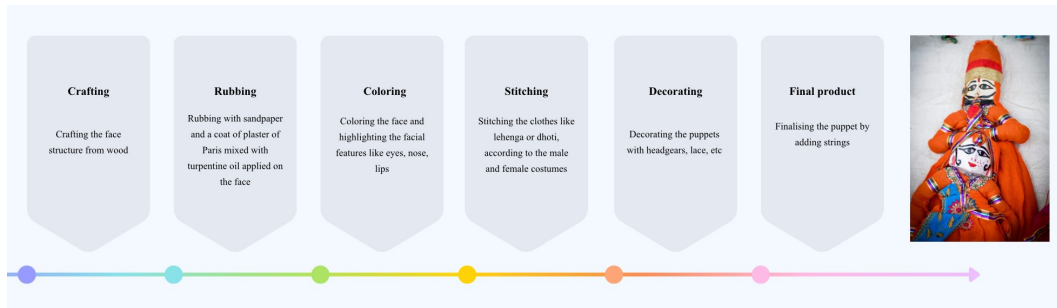 Crafting
Crafting the face
structure from wood
Rubbing
Rubbing with sandpaper
and a coat of plaster of
Paris mixed with
turpentine oil applied on
the face
Coloring
Coloring the face and
highlighting the facial
features like eyes, nose,
lips
Stitching
Stitching the clothes like
lehenga or dhoti,
according to the male
and female costumes
Decorating
Decorating the puppets
with headgears, lace, etc
Final product
Finalising the puppet by
adding strings